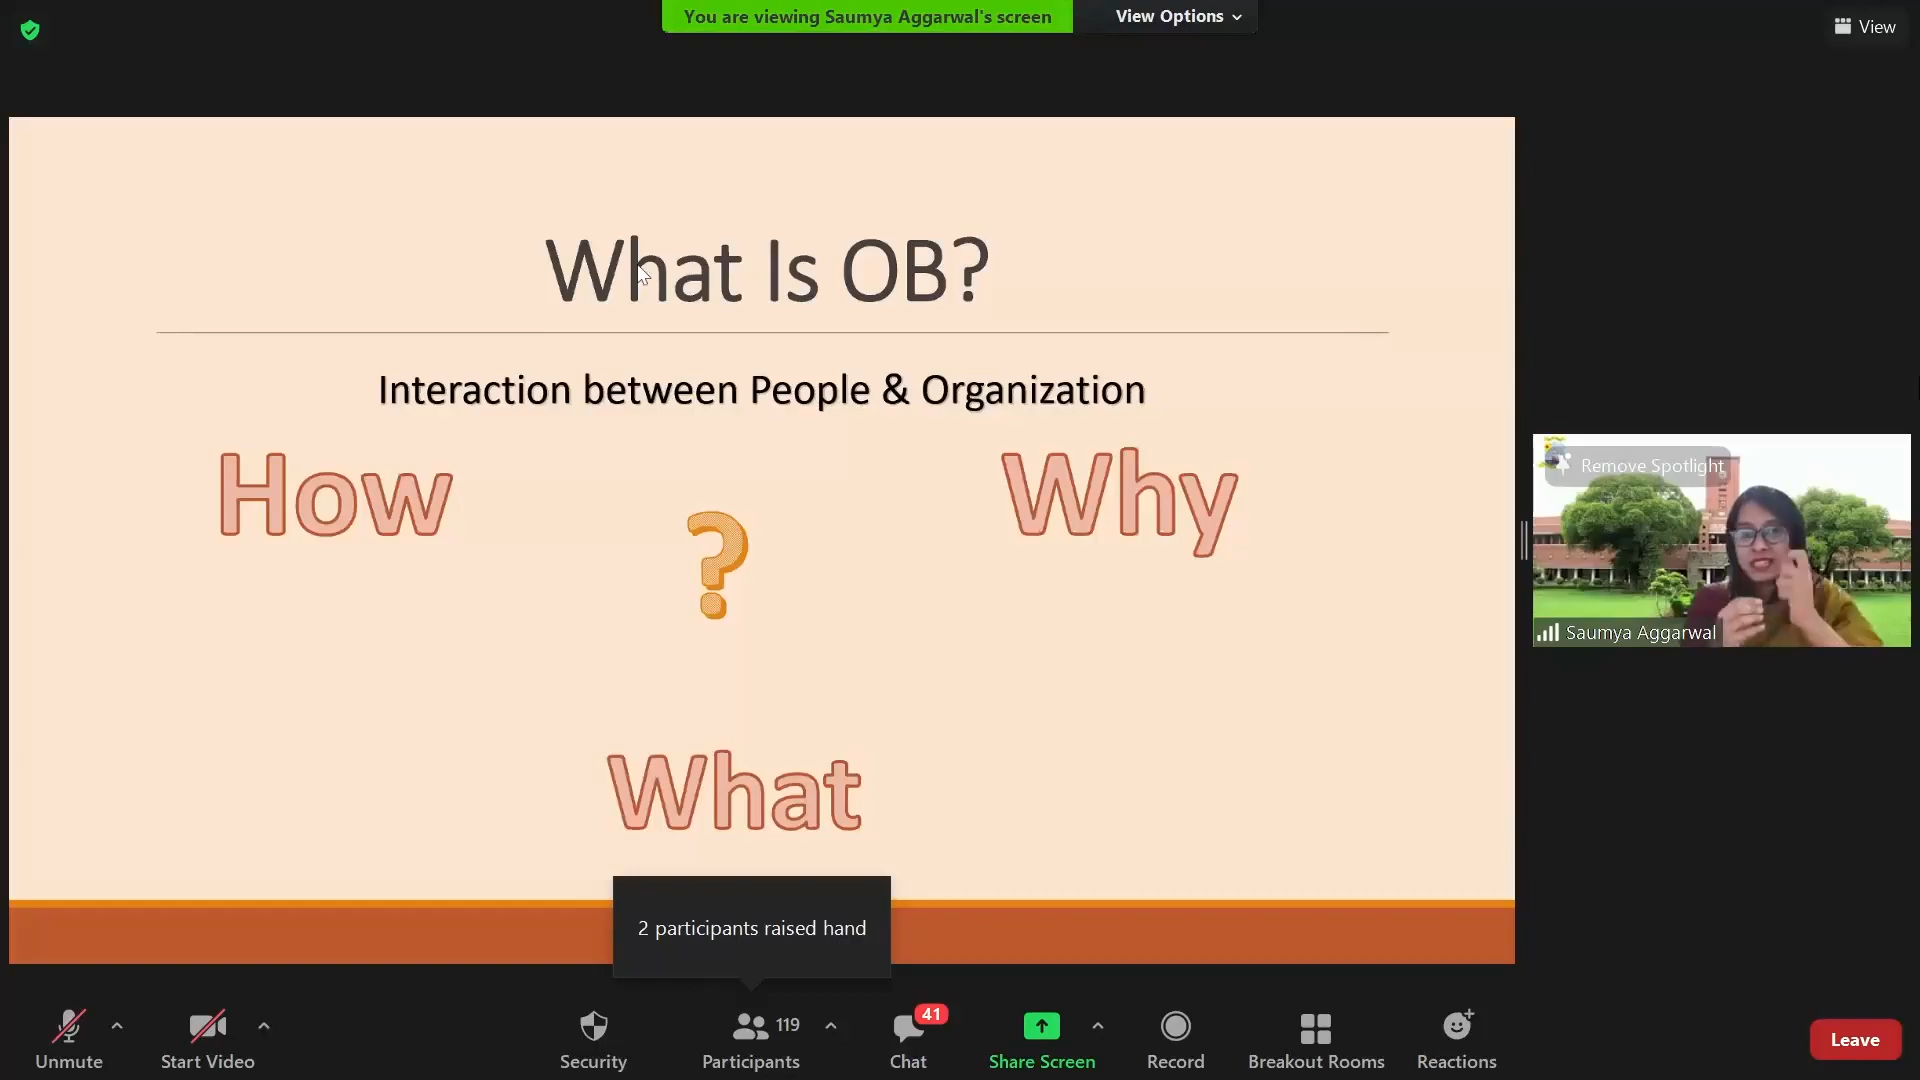 You are viewing Saumya Aggarwal's screen
View Options
View
What Is OB?
Interaction between People & Organization
How
Why
?
What
Remove Spotlight
Saumya Aggarwal
2 participants raised hand
Unmute
Start Video
Security
119
Participants
41
Chat
Share Screen
Record
Breakout Rooms
Reactions
Leave